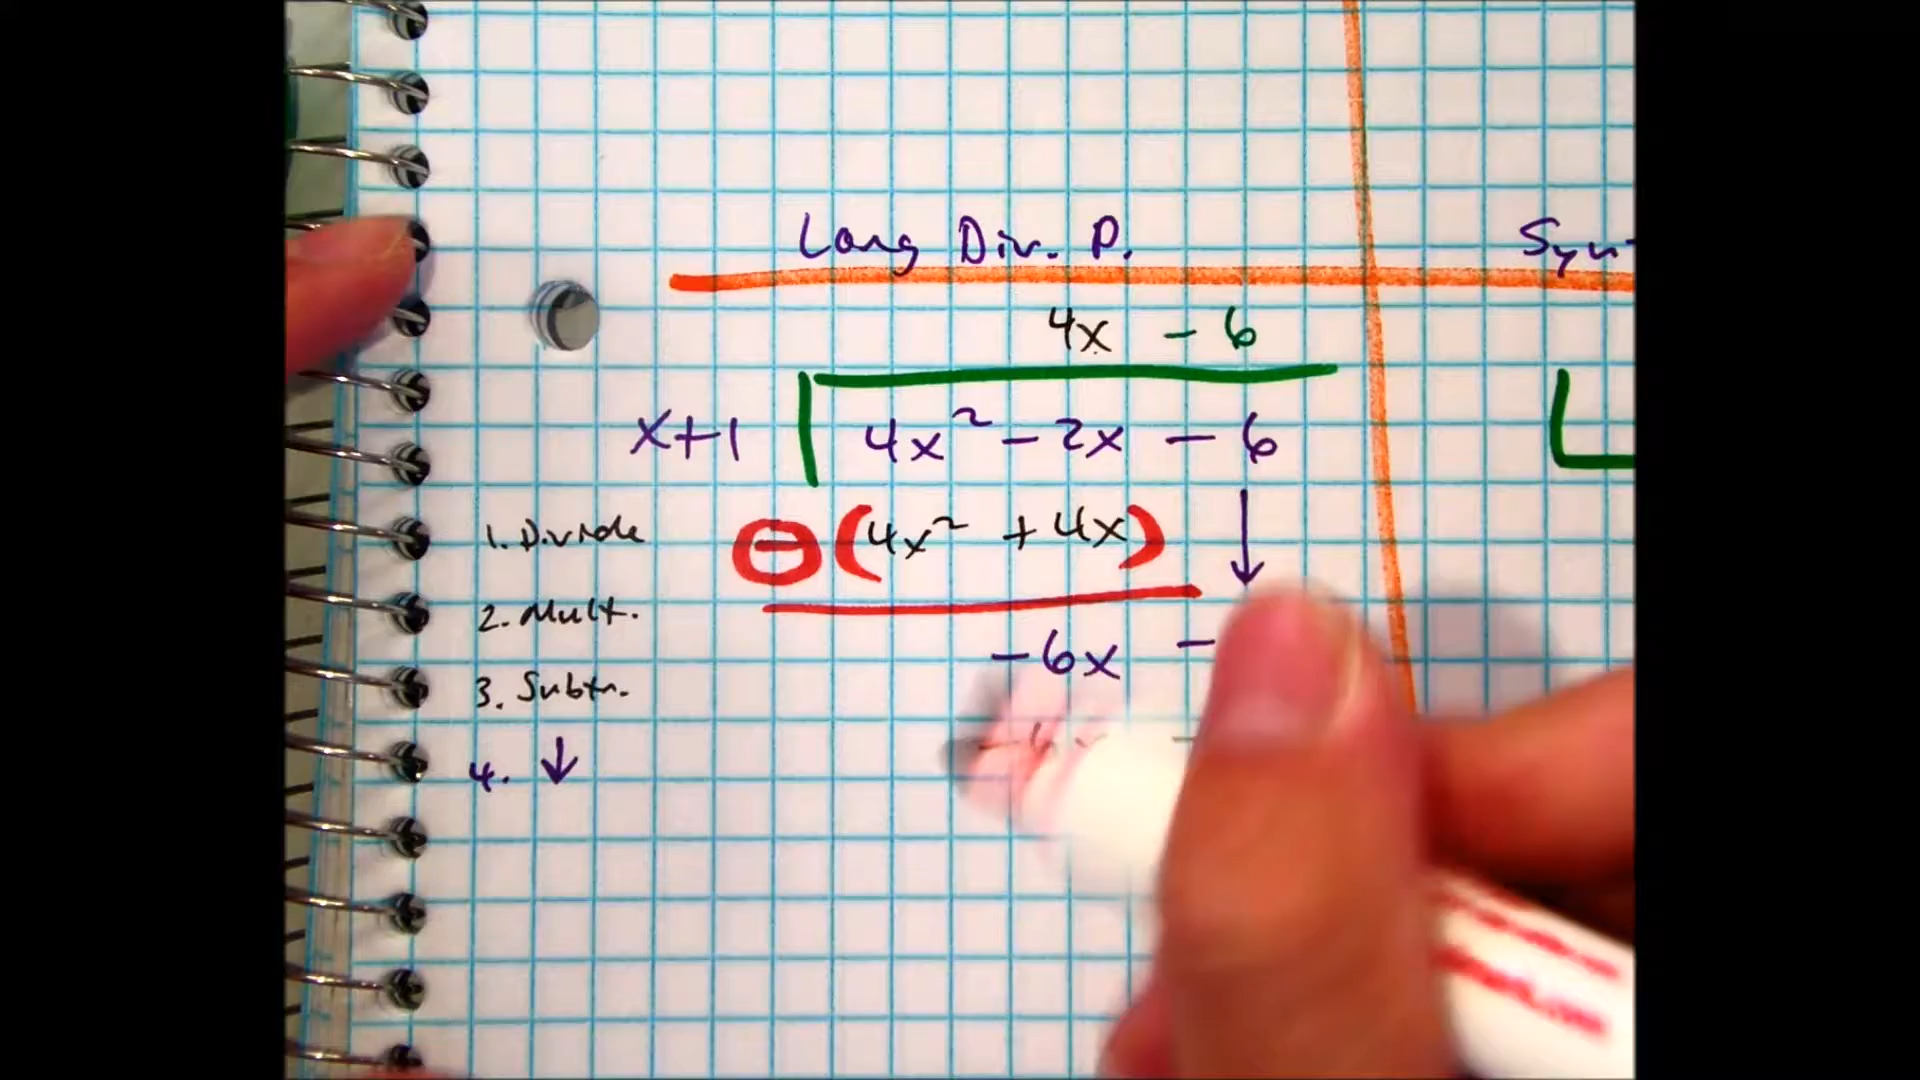 Long Div. P.
Syn
4x - 6
x+1 4x² - 2x - 6
1. Divide
⊖ (4x² + 4x)
2. Mult.
-6x -
3. Subtr.
4. ↓